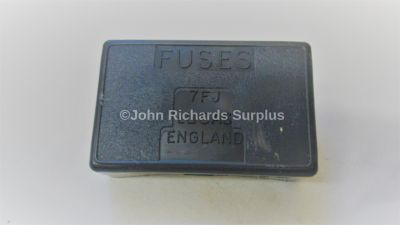 FUSES
7FJ
©John Richards Surplus
ENGLAND